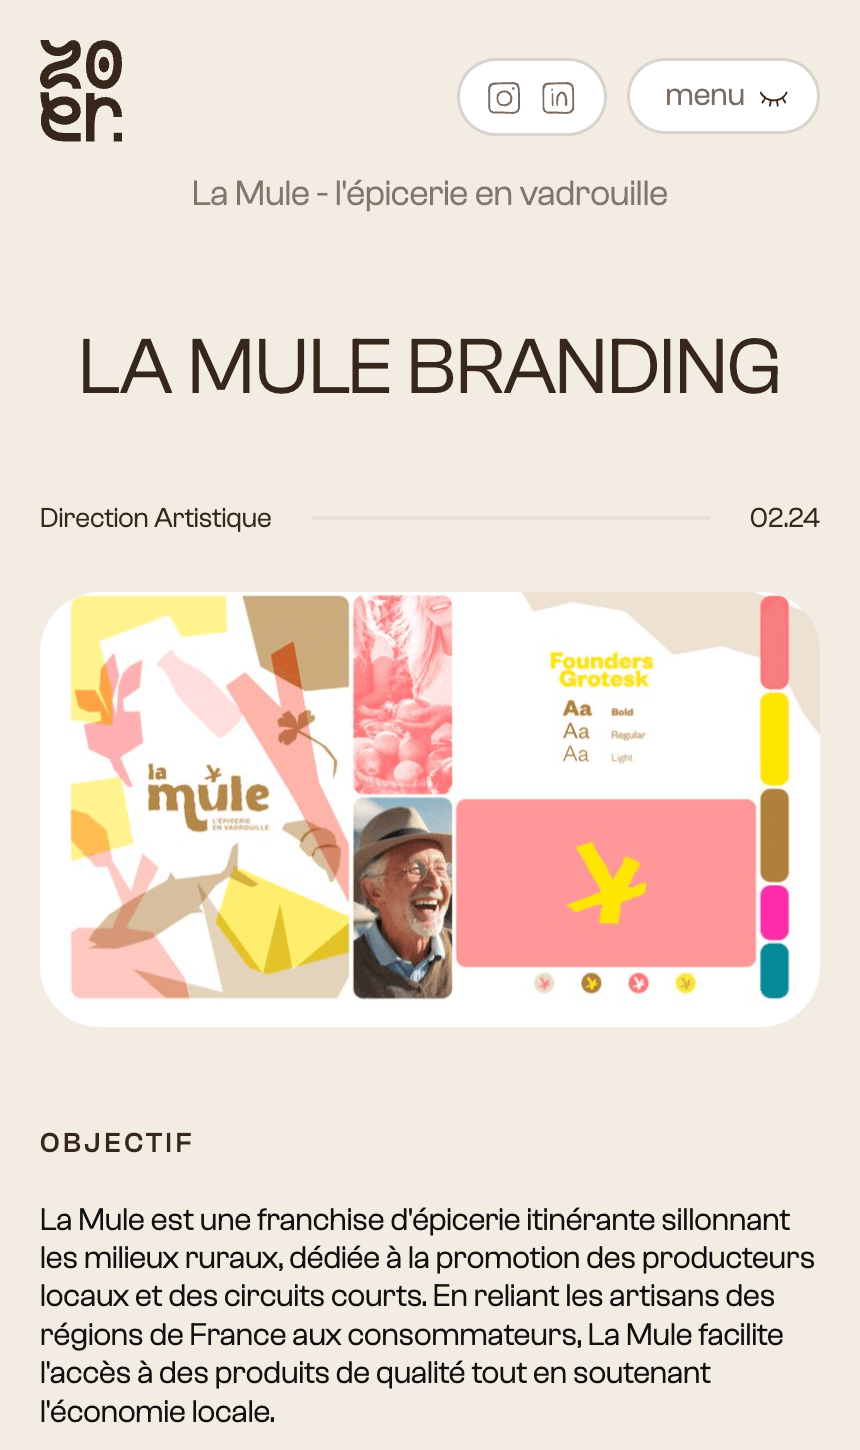 zoer.
menu
La Mule - l'épicerie en vadrouille
LA MULE BRANDING
Direction Artistique
02.24
la
mule
L'ÉPICERIE
EN VADROUILLE
Founders
Grotesk
Aa Bold
Aa Regular
Aa Light
OBJECTIF
La Mule est une franchise d'épicerie itinérante sillonnant
les milieux ruraux, dédiée à la promotion des producteurs
locaux et des circuits courts. En reliant les artisans des
régions de France aux consommateurs, La Mule facilite
l'accès à des produits de qualité tout en soutenant
l'économie locale.